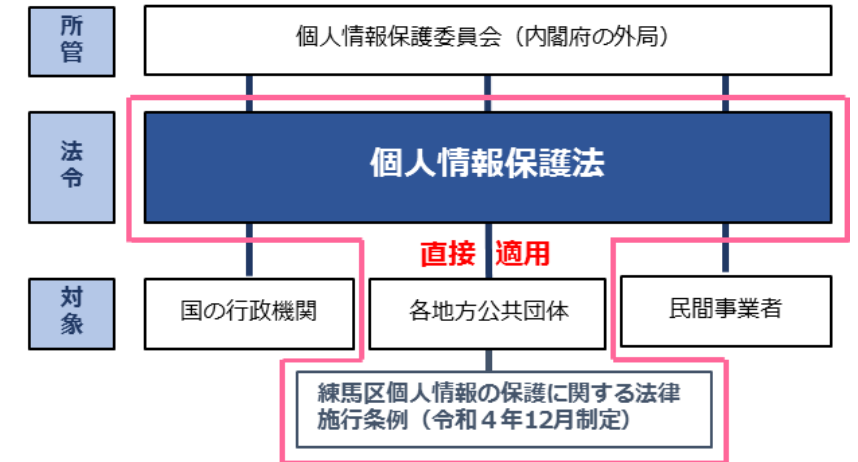 所管
個人情報保護委員会（内閣府の外局）
法令
個人情報保護法
直接 適用
対象
国の行政機関
各地方公共団体
民間事業者
練馬区個人情報の保護に関する法律
施行条例（令和４年12月制定）